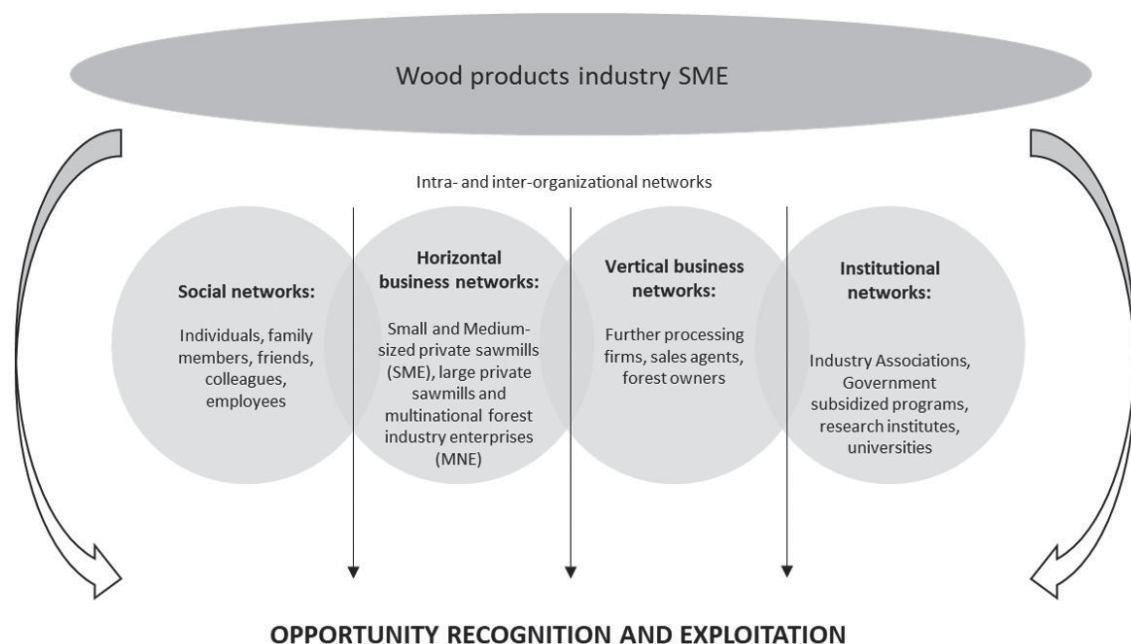 Wood products industry SME
Intra- and inter-organizational networks
Social networks:
Individuals, family
members, friends,
colleagues,
employees
Horizontal
business networks:
Small and Medium-
sized private sawmills
(SME), large private
sawmills and
multinational forest
industry enterprises
(MNE)
Vertical business
networks:
Further processing
firms, sales agents,
forest owners
Institutional
networks:
Industry Associations,
Government
subsidized programs,
research institutes,
universities
OPPORTUNITY RECOGNITION AND EXPLOITATION